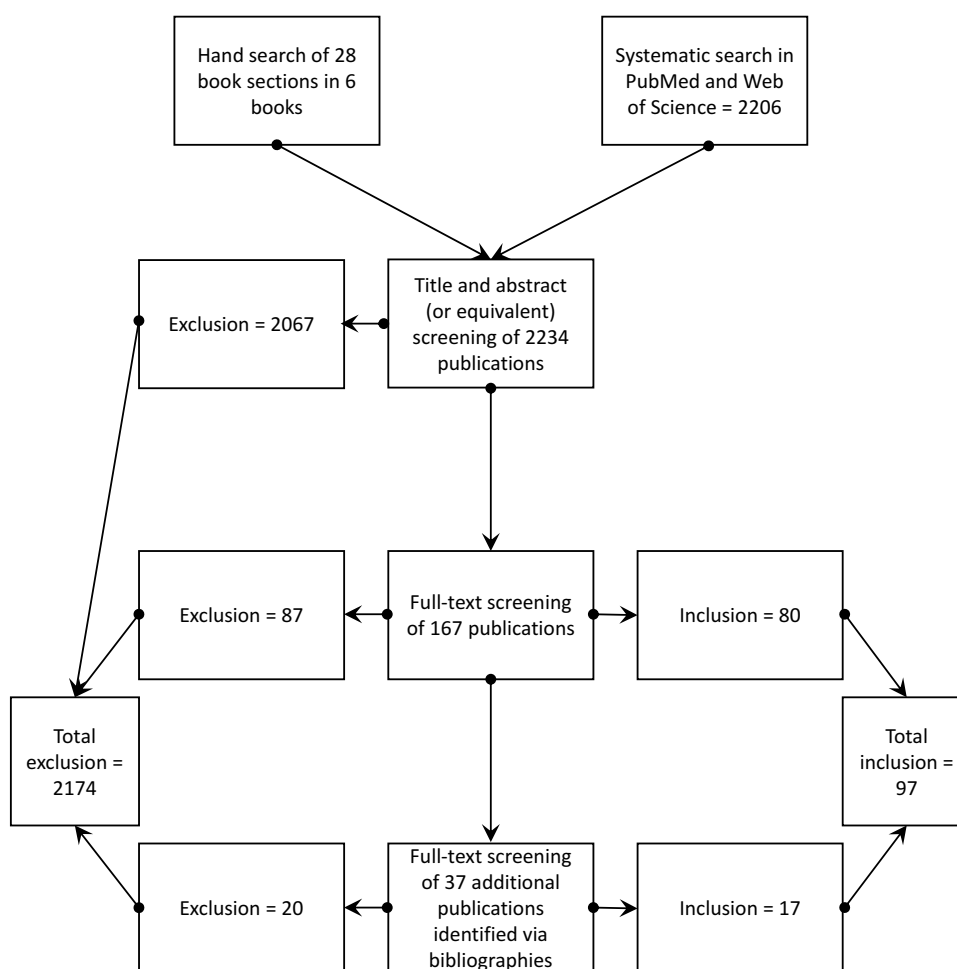 Hand search of 28
book sections in 6
books
Systematic search in
PubMed and Web
of Science = 2206
Title and abstract
(or equivalent)
screening of 2234
publications
Exclusion = 2067
Exclusion = 87
Full-text screening
of 167 publications
Inclusion = 80
Total
exclusion =
2174
Total
inclusion =
97
Exclusion = 20
Full-text screening
of 37 additional
publications
identified via
bibliographies
Inclusion = 17